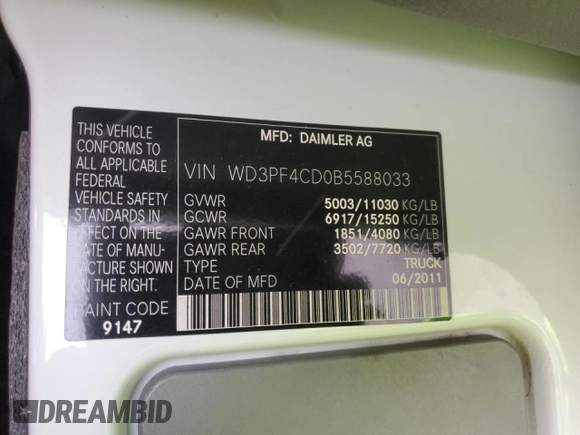 MFD: DAIMLER AG
THIS VEHICLE
CONFORMS TO
ALL APPLICABLE
FEDERAL
VEHICLE SAFETY
STANDARDS IN
EFFECT ON THE
DATE OF MANU-
FACTURE SHOWN
ON THE RIGHT.
PAINT CODE
9147
VIN WD3PF4CD0B5588033
GVWR 5003/11030 KG/LB
GCWR 6917/15250 KG/LB
GAWR FRONT 1851/4080 KG/LB
GAWR REAR 3502/7720 KG/LB
TYPE TRUCK
DATE OF MFD 06/2011
DREAMBID